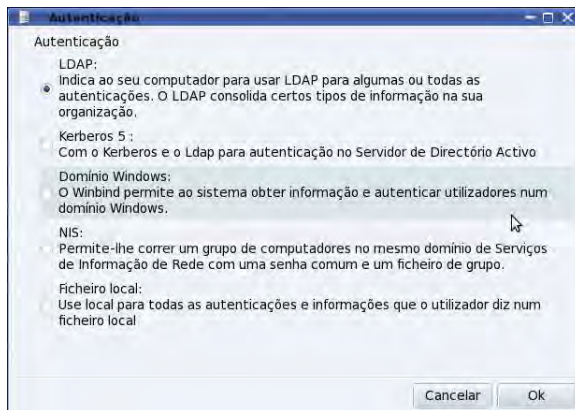 Autenticação
Autenticação
LDAP:
Indica ao seu computador para usar LDAP para algumas ou todas as
autenticações. O LDAP consolida certos tipos de informação na sua
organização.
Kerberos 5 :
Com o Kerberos e o Ldap para autenticação no Servidor de Directório Activo
Domínio Windows:
O Winbind permite ao sistema obter informação e autenticar utilizadores num
domínio Windows.
NIS:
Permite-lhe correr um grupo de computadores no mesmo domínio de Serviços
de Informação de Rede com uma senha comum e um ficheiro de grupo.
Ficheiro local:
Use local para todas as autenticações e informações que o utilizador diz num
ficheiro local
Cancelar
Ok